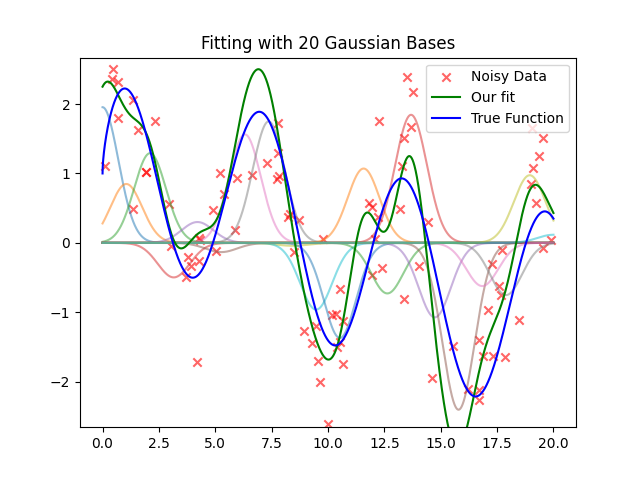 Fitting with 20 Gaussian Bases
Noisy Data
Our fit
True Function
2
1
0
−1
−2
0.0 2.5 5.0 7.5 10.0 12.5 15.0 17.5 20.0